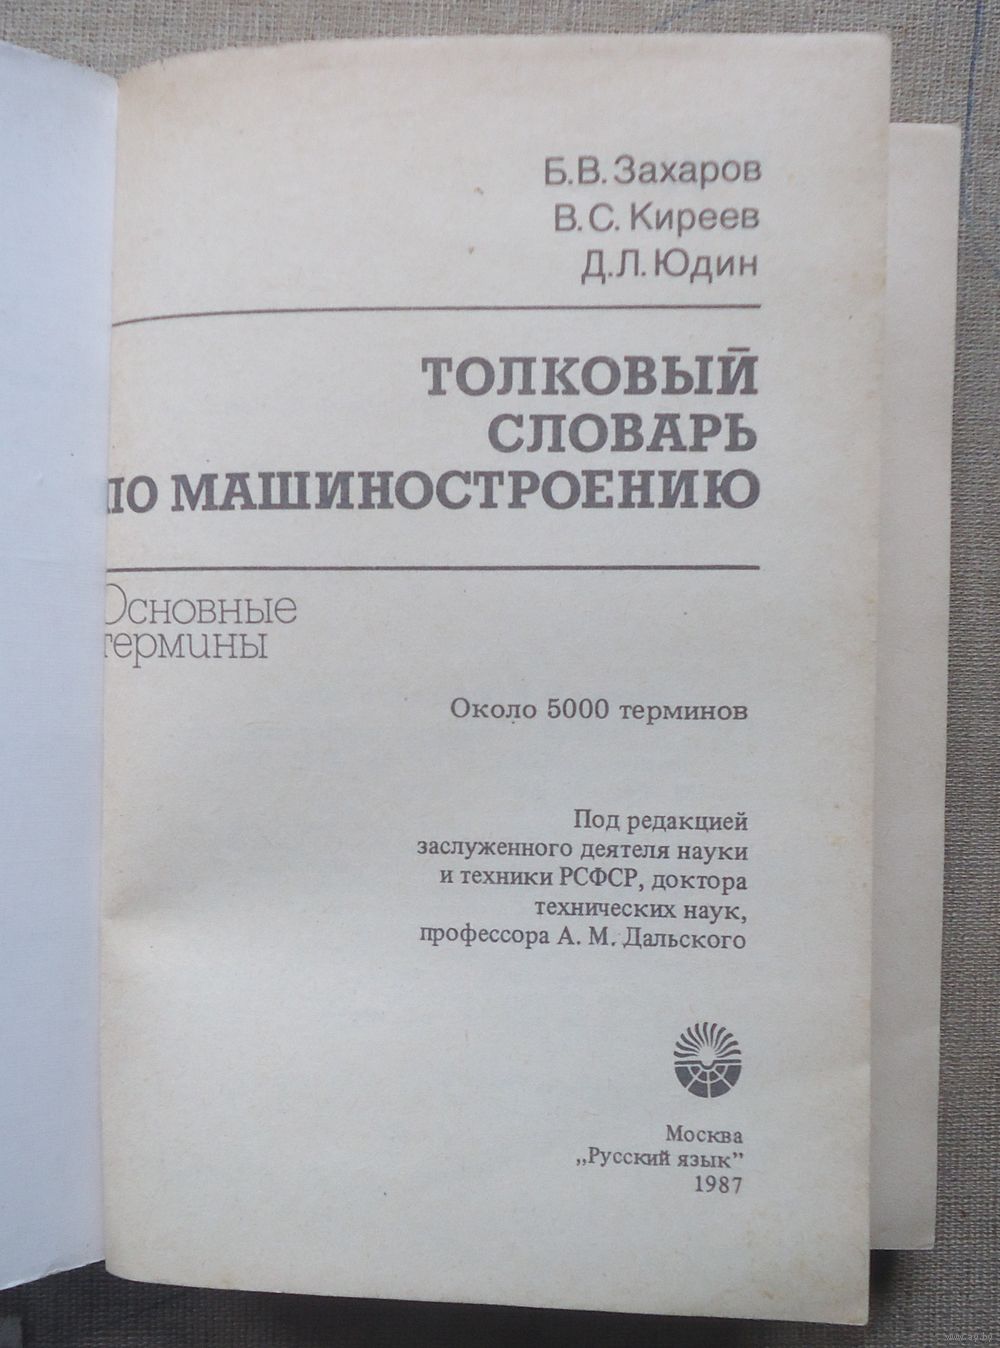 Б.В. Захаров
В.С. Киреев
Д.Л. Юдин
ТОЛКОВЫЙ
СЛОВАРЬ
ПО МАШИНОСТРОЕНИЮ
Основные
термины
Около 5000 терминов
Под редакцией
заслуженного деятеля науки
и техники РСФСР, доктора
технических наук,
профессора А. М. Дальского
Москва
„Русский язык”
1987